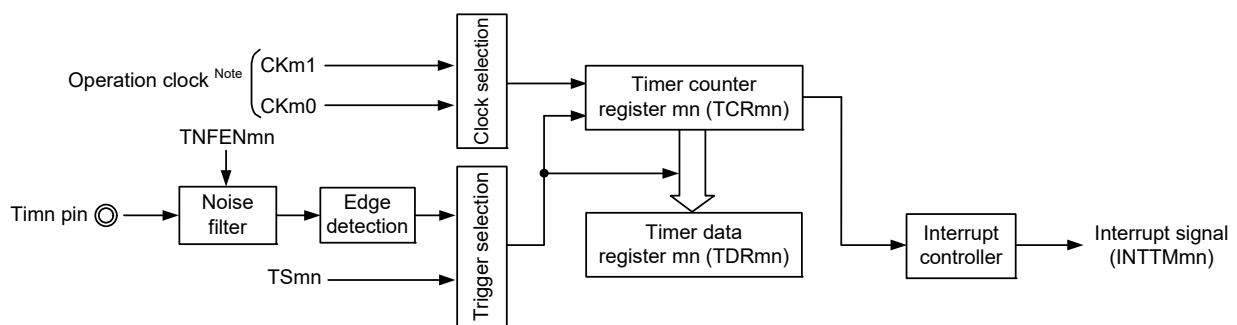 Operation clock Note
CKm1
CKm0
Clock selection
Timer counter
register mn (TCRmn)
TNFENmn
Timn pin
Noise
filter
Edge
detection
TSmn
Trigger selection
Timer data
register mn (TDRmn)
Interrupt
controller
Interrupt signal
(INTTMmn)